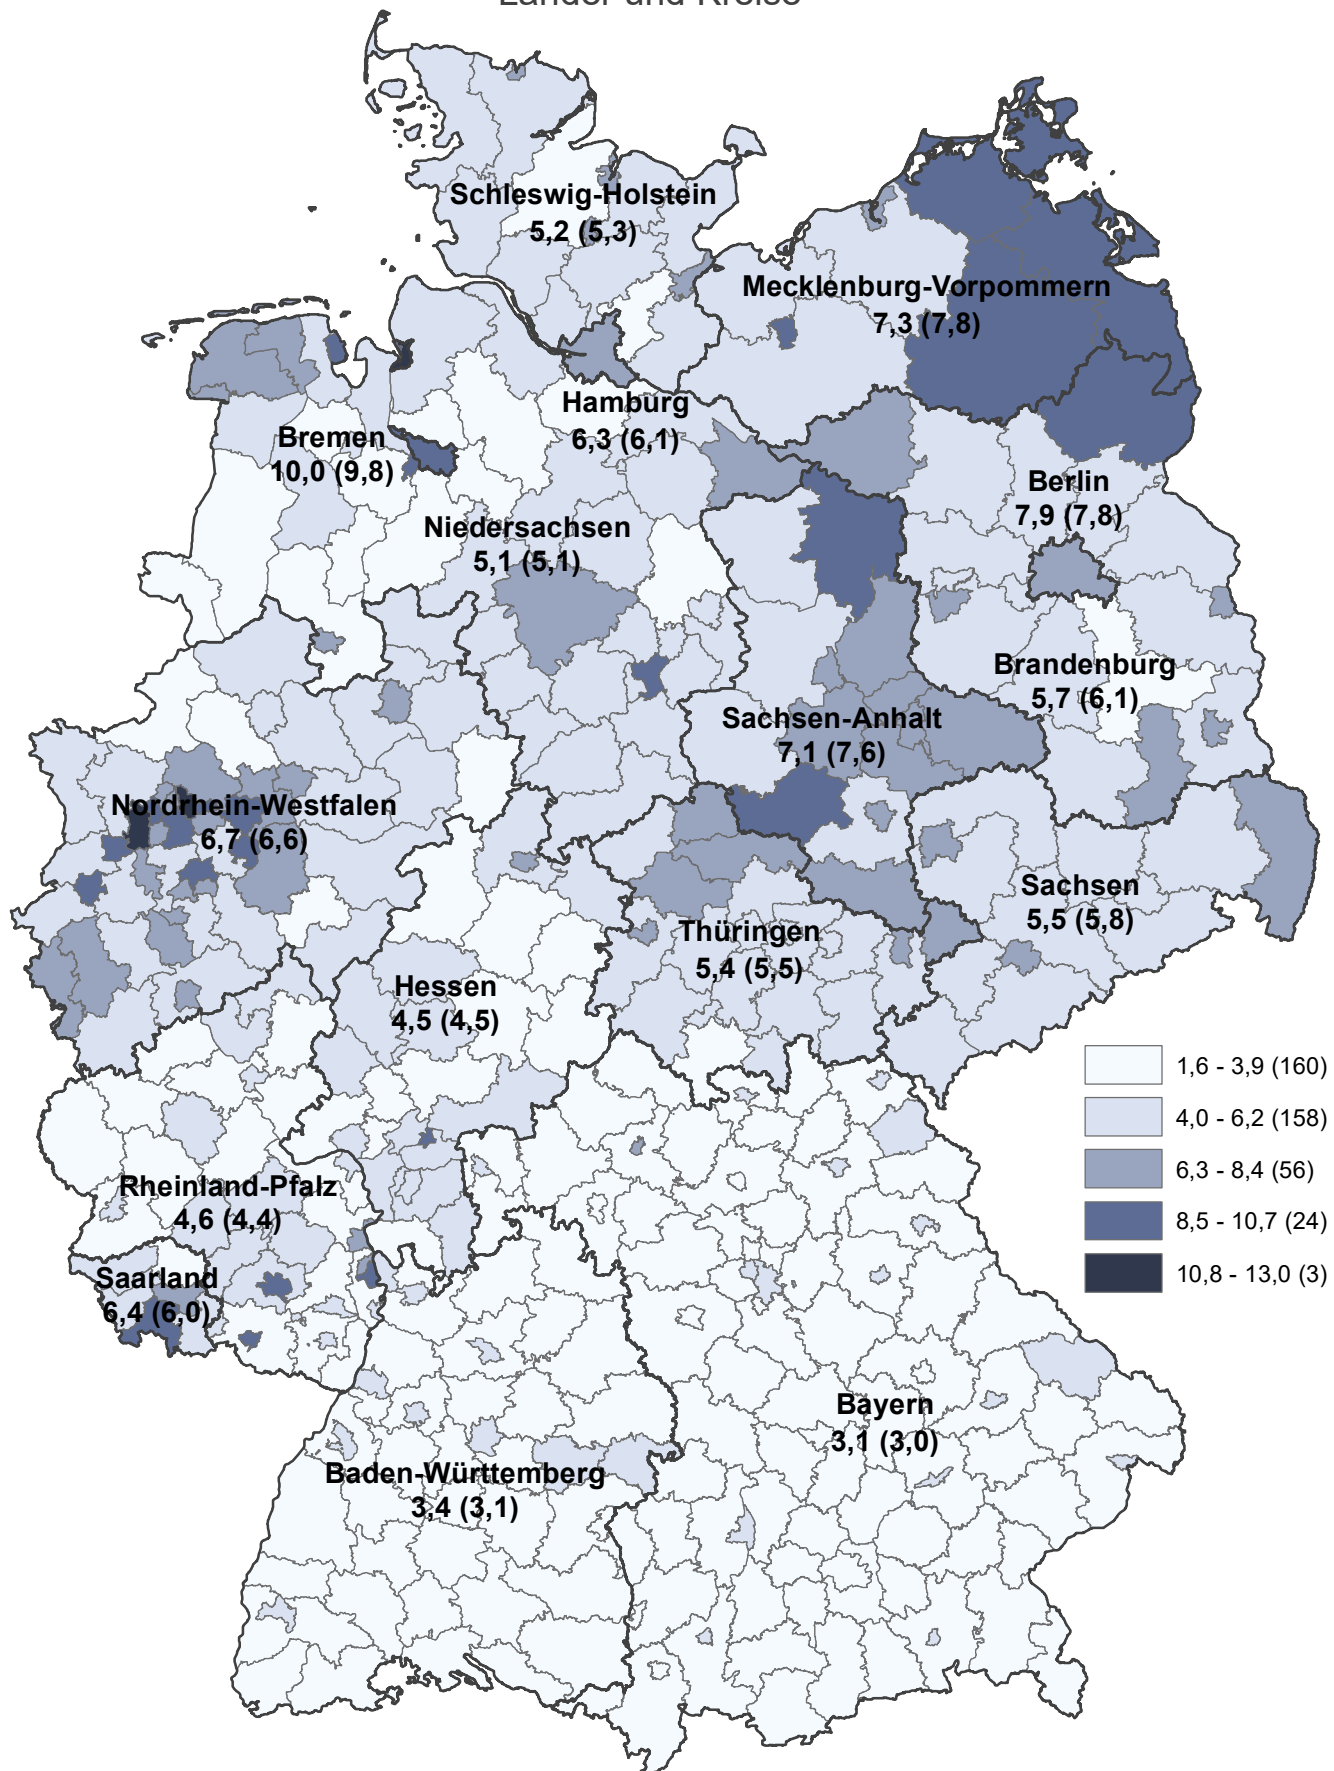 Länder und Kreise
Schleswig-Holstein
5,2 (5,3)
Mecklenburg-Vorpommern
7,3 (7,8)
Hamburg
6,3 (6,1)
Bremen
10,0 (9,8)
Berlin
7,9 (7,8)
Niedersachsen
5,1 (5,1)
Brandenburg
5,7 (6,1)
Sachsen-Anhalt
7,1 (7,6)
Nordrhein-Westfalen
6,7 (6,6)
Sachsen
5,5 (5,8)
Thüringen
5,4 (5,5)
Hessen
4,5 (4,5)
1,6 - 3,9 (160)
4,0 - 6,2 (158)
6,3 - 8,4 (56)
8,5 - 10,7 (24)
10,8 - 13,0 (3)
Rheinland-Pfalz
4,6 (4,4)
Saarland
6,4 (6,0)
Bayern
3,1 (3,0)
Baden-Württemberg
3,4 (3,1)